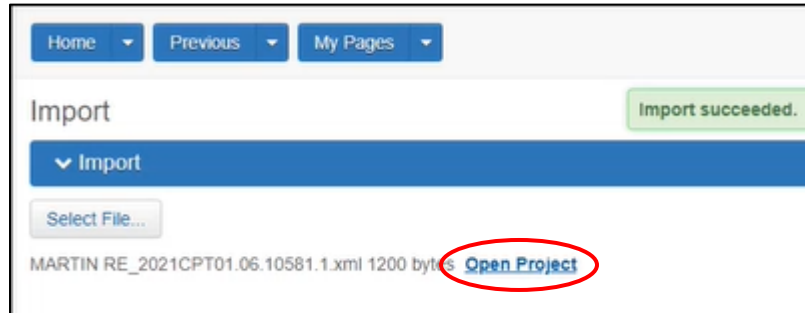 Home Previous My Pages
Import Import succeeded.
Import
Select File...
MARTIN RE_2021CPT01.06.10581.1.xml 1200 bytes Open Project